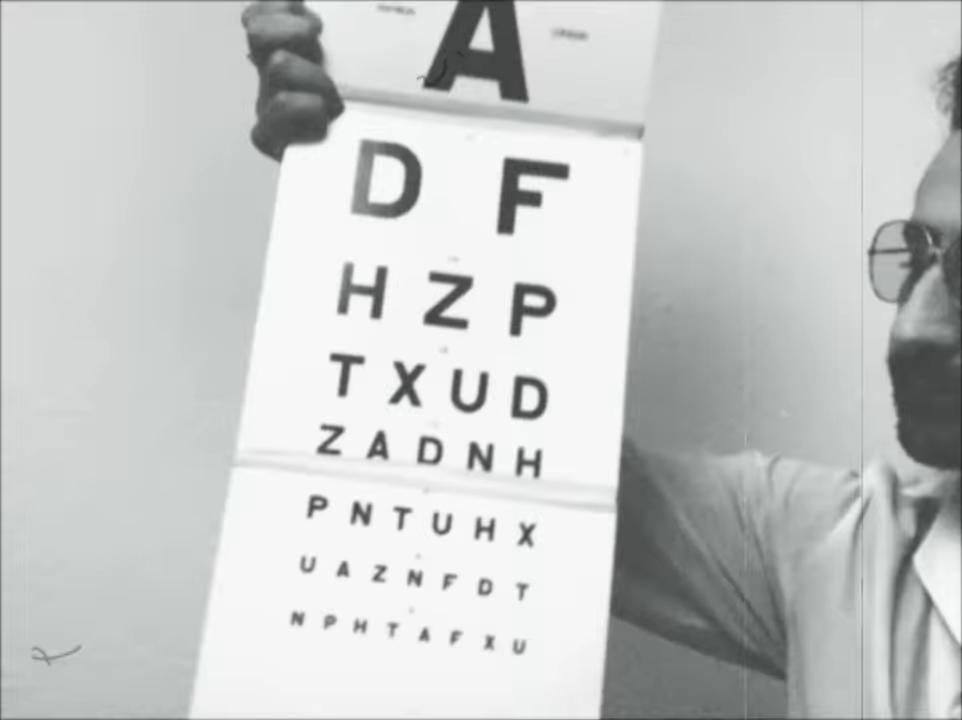 A
D F
H Z P
T X U D
Z A D N H
P N T U H X
U A Z N F D T
N P H T A F X U